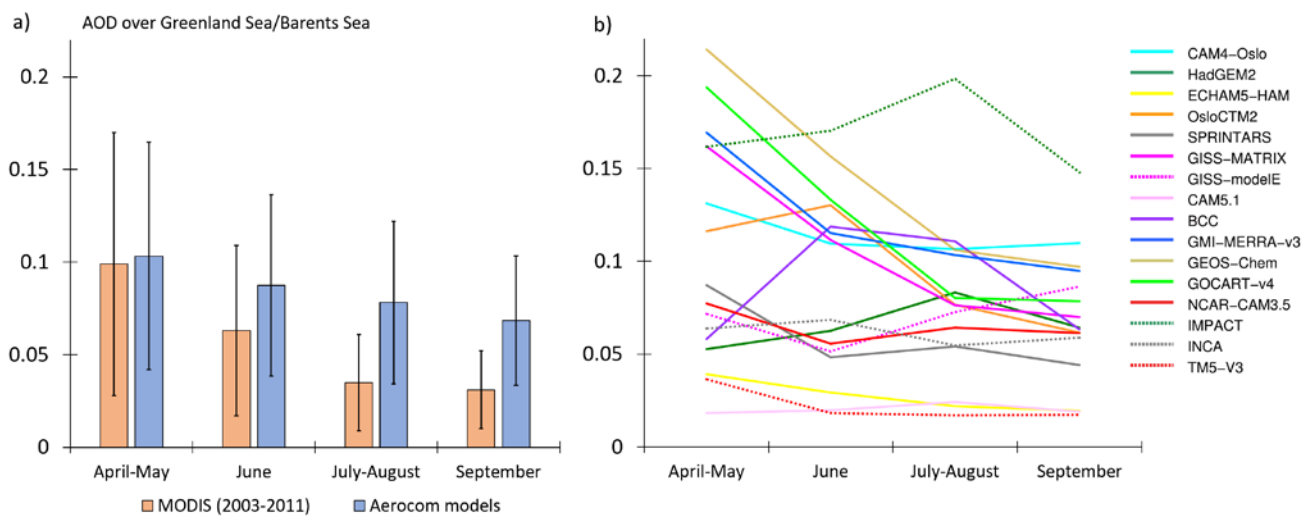 a)
AOD over Greenland Sea/Barents Sea
0.2
0.15
0.1
0.05
0
April-May
June
July-August
September
MODIS (2003-2011)
Aerocom models
b)
0.2
0.15
0.1
0.05
0
April-May
June
July-August
September
CAM4-Oslo
HadGEM2
ECHAM5-HAM
OsloCTM2
SPRINTARS
GISS-MATRIX
GISS-modelE
CAM5.1
BCC
GMI-MERRA-v3
GEOS-Chem
GOCART-v4
NCAR-CAM3.5
IMPACT
INCA
TM5-V3